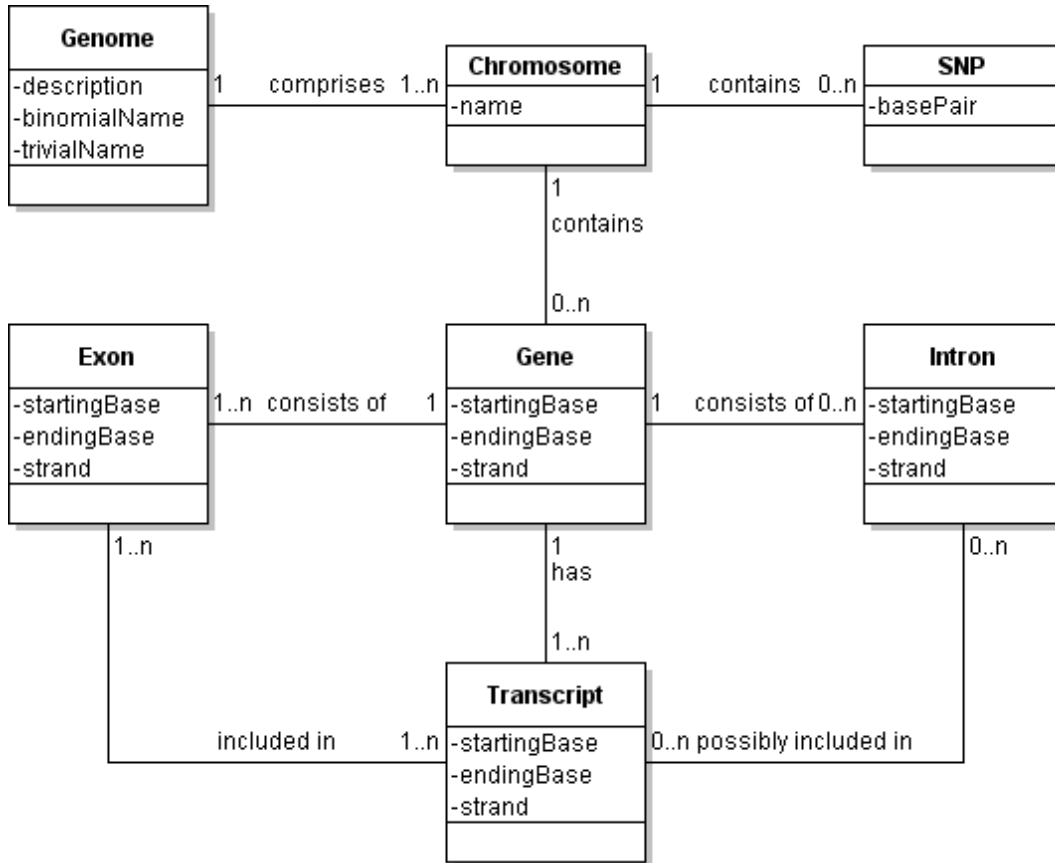 Genome
-description
-binomialName
-trivialName
1 comprises 1..n
Chromosome
-name
1 contains 0..n
SNP
-basePair
1
contains
0..n
Exon
-startingBase
-endingBase
-strand
1..n consists of 1
Gene
-startingBase
-endingBase
-strand
1 consists of 0..n
Intron
-startingBase
-endingBase
-strand
1..n
1
has
1..n
0..n
included in 1..n
Transcript
-startingBase
-endingBase
-strand
0..n possibly included in